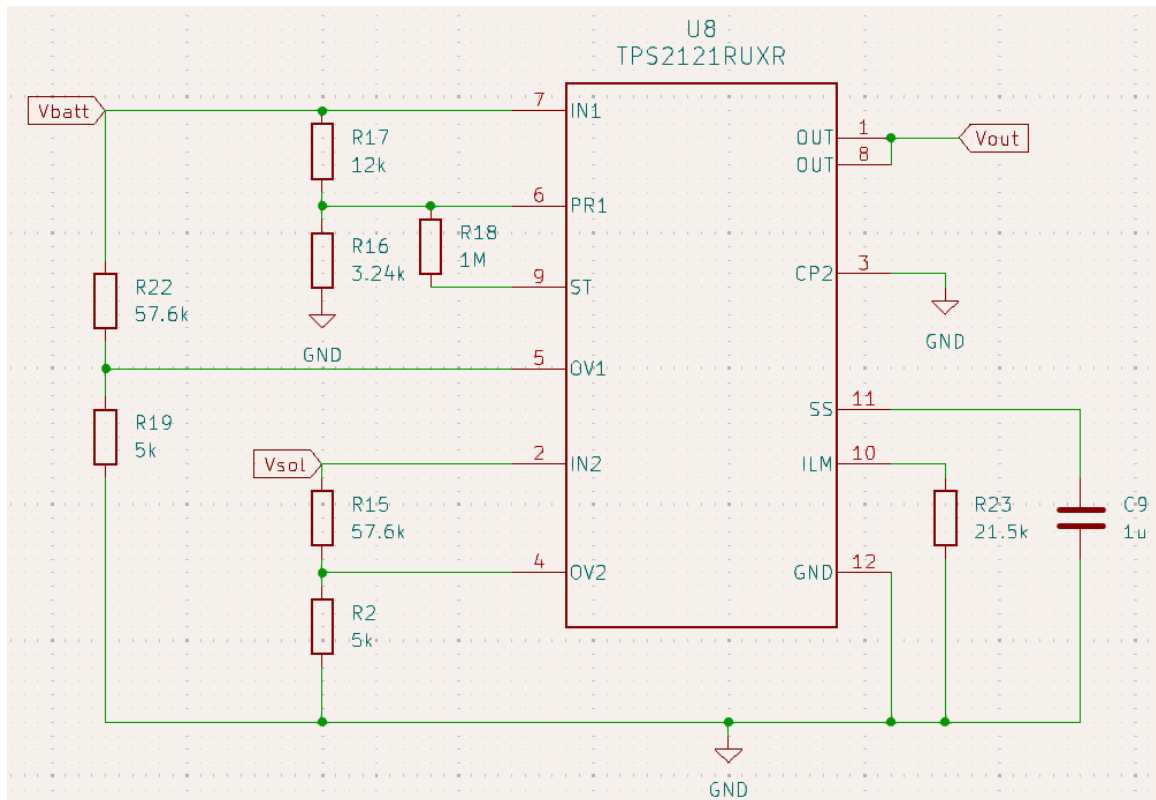 U8
TPS2121RUXR
Vbatt
7
IN1
R17
12k
OUT
1
OUT
8
Vout
6
PR1
R16
3.24k
R18
1M
9
ST
CP2
3
GND
GND
R22
57.6k
5
OV1
R19
5k
SS
11
Vsol
2
IN2
ILM
10
R15
57.6k
R23
21.5k
C9
1u
4
OV2
GND
12
R2
5k
GND